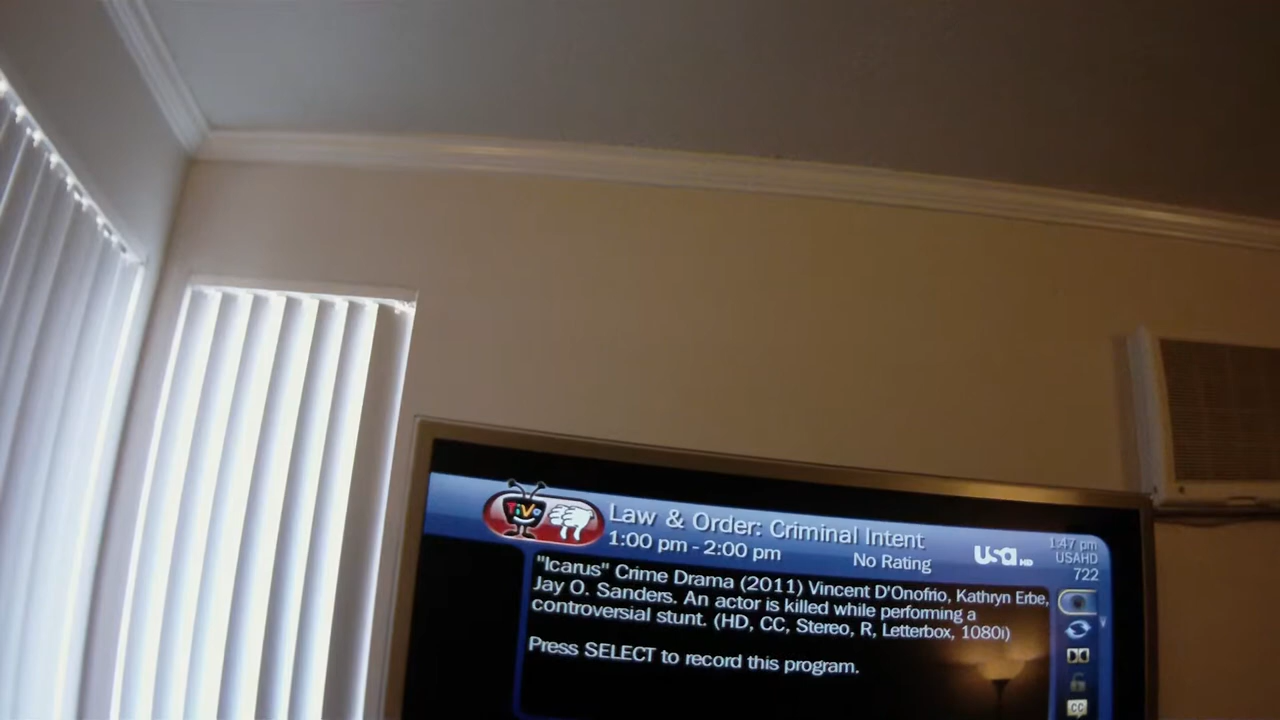 TiVo
Law & Order: Criminal Intent
1:00 pm - 2:00 pm
No Rating
usa HD
1:47 pm
USAHD
722
"Icarus" Crime Drama (2011) Vincent D'Onofrio, Kathryn Erbe,
Jay O. Sanders. An actor is killed while performing a
controversial stunt. (HD, CC, Stereo, R, Letterbox, 1080i)
Press SELECT to record this program.
CC